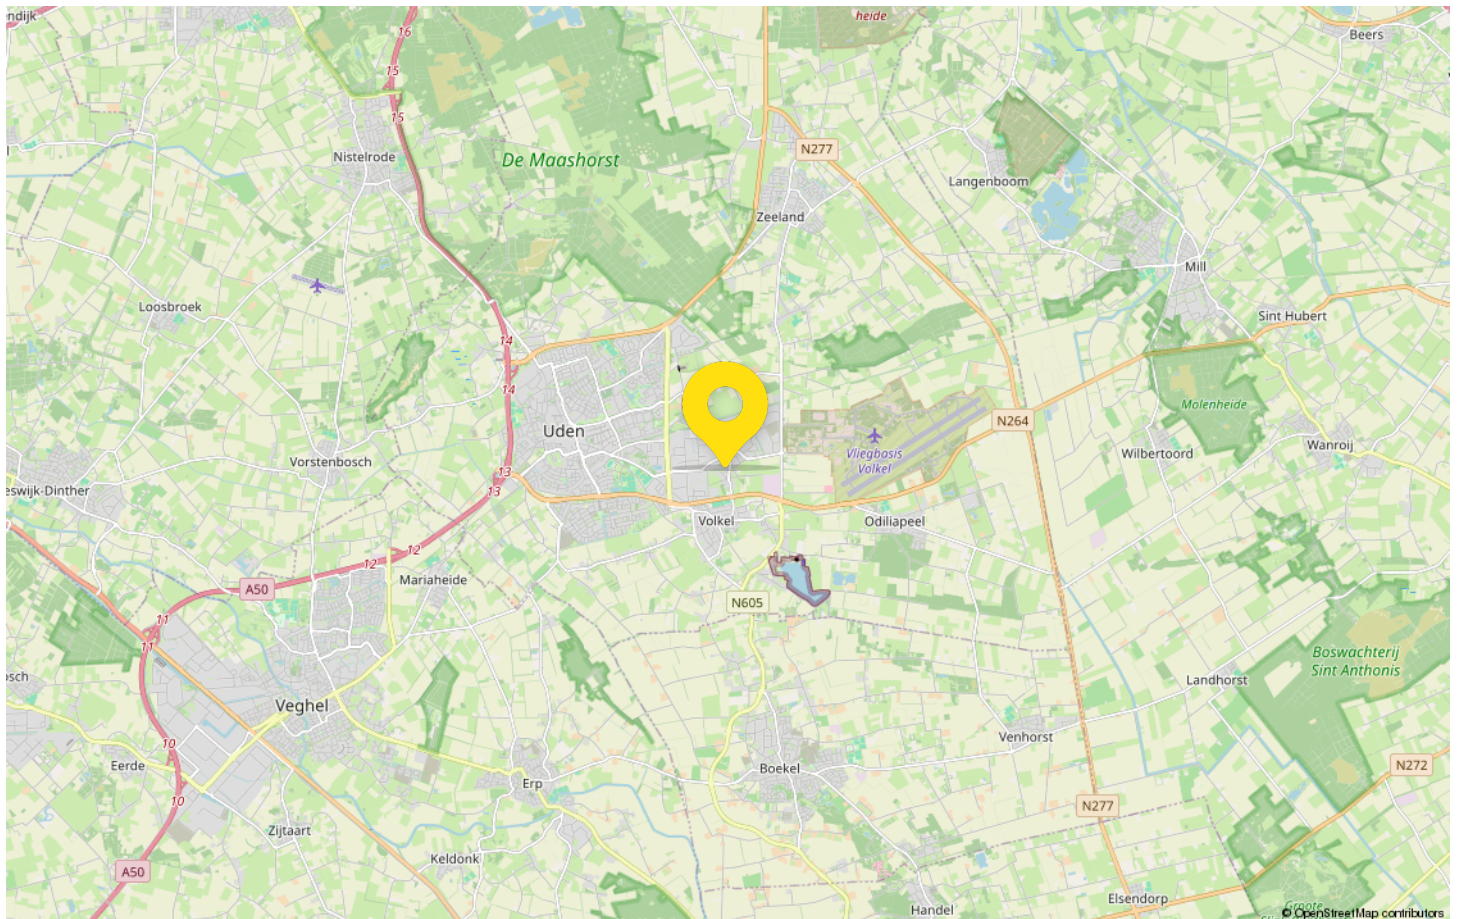 endijk
16
heide
Beers
15
15
N277
Nistelrode
De Maashorst
Langenboom
Zeeland
Mill
Loosbroek
Sint Hubert
14
14
Molenheide
N264
Uden
Wanroij
Vliegbasis
Volkel
Wilbertoord
Vorstenbosch
13
13
eswijk-Dinther
Volkel
Odiliapeel
12
12
Mariaheide
A50
N605
11
11
Boswachterij
Sint Anthonis
osch
Landhorst
Veghel
Venhorst
10
Eerde
Boekel
N272
Erp
10
N277
Zijtaart
Keldonk
A50
Elsendorp
Handel
Groote
© OpenStreetMap contributors